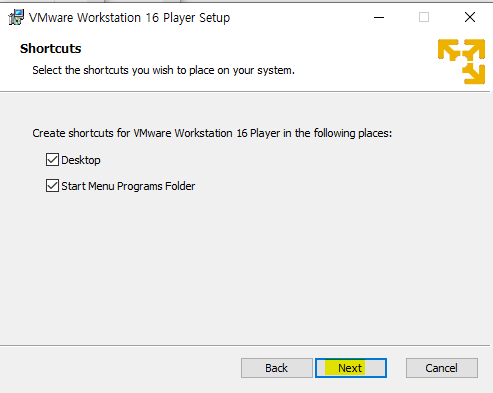 VMware Workstation 16 Player Setup
Shortcuts
Select the shortcuts you wish to place on your system.
Create shortcuts for VMware Workstation 16 Player in the following places:
Desktop
Start Menu Programs Folder
Back Next Cancel